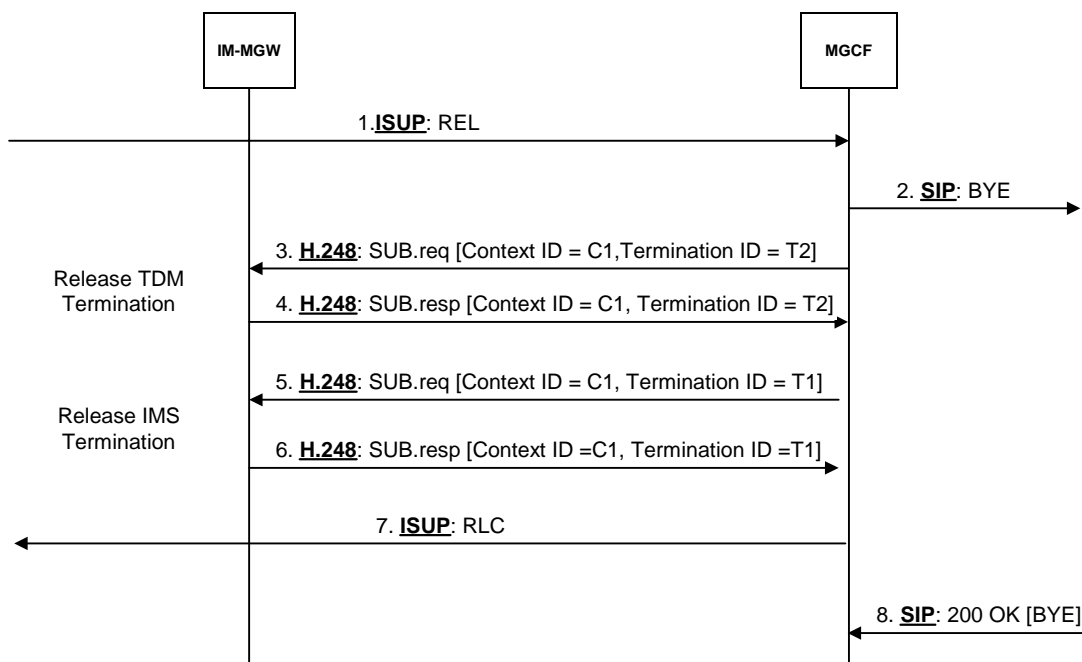 IM-MGW
MGCF
1.ISUP: REL
2. SIP: BYE
3. H.248: SUB.req [Context ID = C1,Termination ID = T2]
Release TDM
Termination
4. H.248: SUB.resp [Context ID = C1, Termination ID = T2]
5. H.248: SUB.req [Context ID = C1, Termination ID = T1]
Release IMS
Termination
6. H.248: SUB.resp [Context ID =C1, Termination ID =T1]
7. ISUP: RLC
8. SIP: 200 OK [BYE]